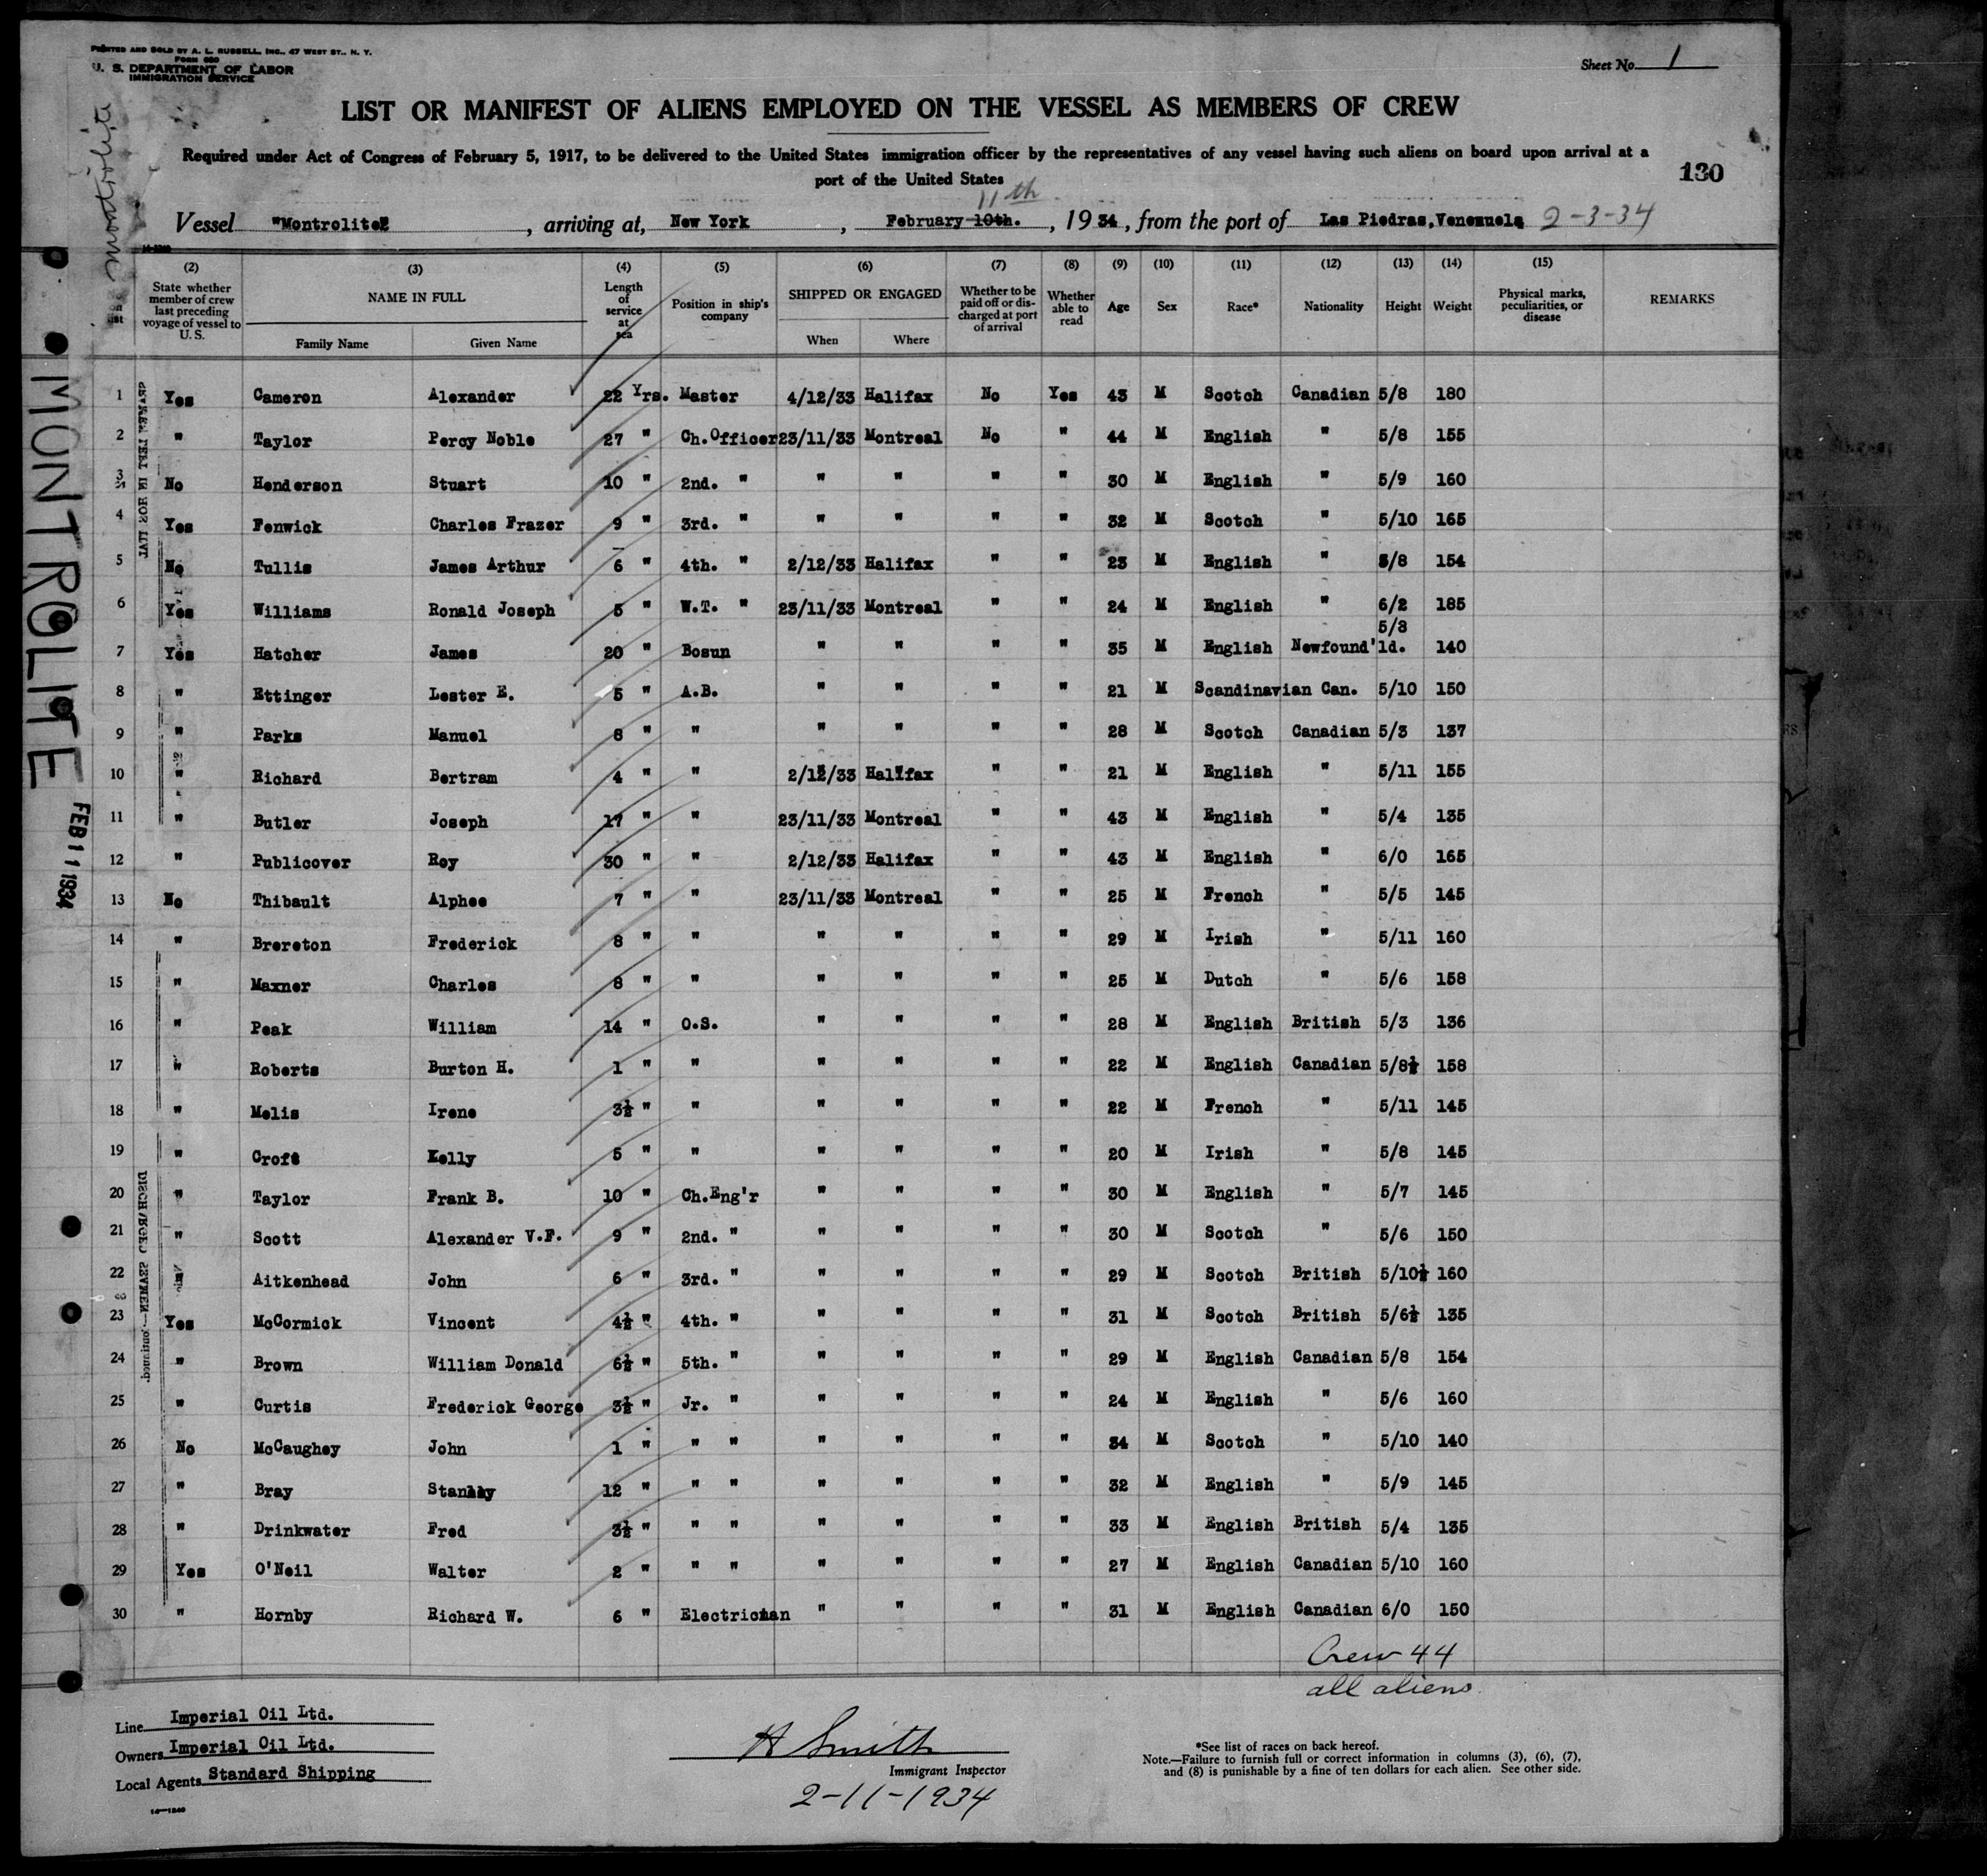 PRINTED AND SOLD BY A. L. RUSSELL, INC., 47 WEST ST., N. Y.
FORM 680
U. S. DEPARTMENT OF LABOR
IMMIGRATION SERVICE
Sheet No. 1
LIST OR MANIFEST OF ALIENS EMPLOYED ON THE VESSEL AS MEMBERS OF CREW
Required under Act of Congress of February 5, 1917, to be delivered to the United States immigration officer by the representatives of any vessel having such aliens on board upon arrival at a
port of the United States
130
11th
Vessel "Montrolite" , arriving at, New York , February 10th. , 19 34 , from the port of Las Piedras, Venezuela 2-3-34
montrolite
MONTROLITE
FEB 11 1934
(2) (3) (4) (5) (6) (7) (8) (9) (10) (11) (12) (13) (14) (15)
State whether member of crew last preceding voyage of vessel to U. S. NAME IN FULL Length of service at sea Position in ship's company SHIPPED OR ENGAGED Whether to be paid off or discharged at port of arrival Whether able to read Age Sex Race* Nationality Height Weight Physical marks, peculiarities, or disease REMARKS
Family Name Given Name When Where
1 Yes Cameron Alexander 22 Yrs. Master 4/12/33 Halifax No Yes 43 M Scotch Canadian 5/8 180
2 " Taylor Percy Noble 27 " Ch.Officer 23/11/33 Montreal No " 44 M English " 5/8 155
3 No Henderson Stuart 10 " 2nd. " " " " " 30 M English " 5/9 160
4 Yes Fenwick Charles Frazer 9 " 3rd. " " " " " 32 M Scotch " 5/10 165
5 No Tullis James Arthur 6 " 4th. " 2/12/33 Halifax " " 23 M English " 5/8 154
6 Yes Williams Ronald Joseph 5 " W.T. " 23/11/33 Montreal " " 24 M English " 6/2 185
7 Yes Hatcher James 20 " Bosun " " " " 35 M English Newfound'ld. 5/8 140
8 " Ettinger Lester E. 5 " A.B. " " " " 21 M Scandinavian Can. 5/10 150
9 " Parks Manuel 8 " " " " " " 28 M Scotch Canadian 5/3 137
10 " Richard Bertram 4 " " 2/12/33 Halifax " " 21 M English " 5/11 155
11 " Butler Joseph 17 " " 23/11/33 Montreal " " 43 M English " 5/4 135
12 " Publicover Roy 30 " " 2/12/33 Halifax " " 43 M English " 6/0 165
13 No Thibault Alphee 7 " " 23/11/33 Montreal " " 25 M French " 5/5 145
14 " Brereton Frederick 8 " " " " " " 29 M Irish " 5/11 160
15 " Maxner Charles 8 " " " " " " 25 M Dutch " 5/6 158
16 " Peak William 14 " O.S. " " " " 28 M English British 5/3 136
17 " Roberts Burton H. 1 " " " " " " 22 M English Canadian 5/8½ 158
18 " Melis Irene 3½ " " " " " " 22 M French " 5/11 145
19 " Croft Kelly 5 " " " " " " 20 M Irish " 5/8 145
20 " Taylor Frank B. 10 " Ch.Eng'r " " " " 30 M English " 5/7 145
21 " Scott Alexander V.F. 9 " 2nd. " " " " " 30 M Scotch " 5/6 150
22 " Aitkenhead John 6 " 3rd. " " " " " 29 M Scotch British 5/10½ 160
23 Yes McCormick Vincent 4½ " 4th. " " " " " 31 M Scotch British 5/6½ 135
24 " Brown William Donald 6½ " 5th. " " " " " 29 M English Canadian 5/8 154
25 " Curtis Frederick George 3½ " Jr. " " " " " 24 M English " 5/6 160
26 No McCaughey John 1 " " " " " " " 34 M Scotch " 5/10 140
27 " Bray Stanley 12 " " " " " " " 32 M English " 5/9 145
28 " Drinkwater Fred 3½ " " " " " " " 33 M English British 5/4 135
29 Yes O'Neil Walter 2 " " " " " " " 27 M English Canadian 5/10 160
30 " Hornby Richard W. 6 " Electrician " " " " 31 M English Canadian 6/0 150
Crew 44
all aliens
Line Imperial Oil Ltd.
Owners Imperial Oil Ltd.
Local Agents Standard Shipping
14-1240
H Smith
Immigrant Inspector
2-11-1934
*See list of races on back hereof.
Note.—Failure to furnish full or correct information in columns (3), (6), (7),
and (8) is punishable by a fine of ten dollars for each alien. See other side.